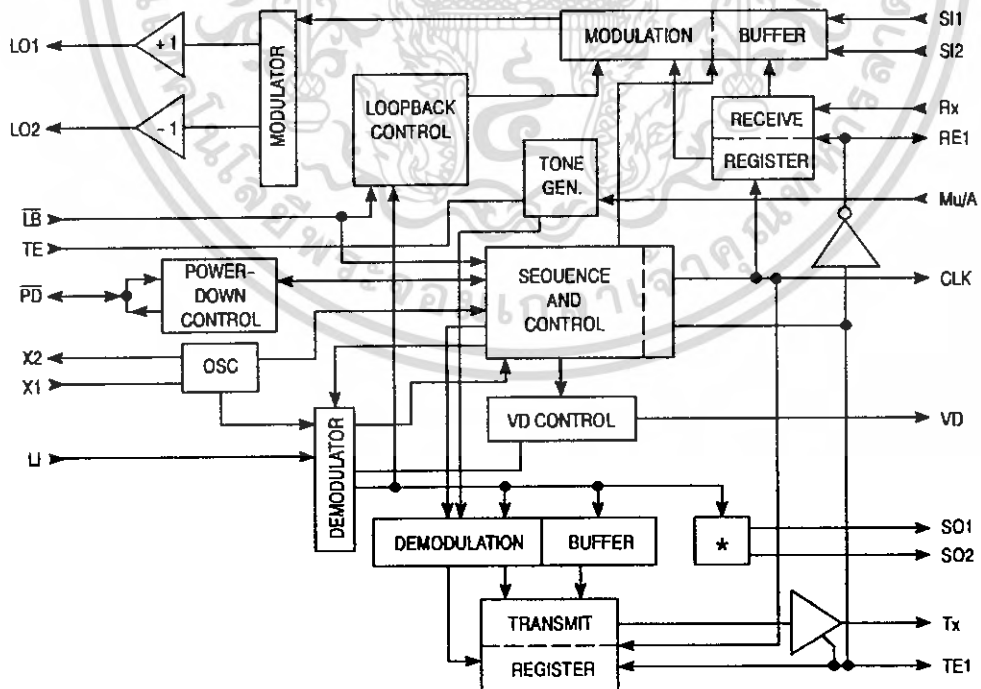 LO1
+1
LO2
-1
MODULATOR
LOOPBACK
CONTROL
MODULATION
BUFFER
SI1
SI2
RECEIVE
REGISTER
Rx
RE1
TONE
GEN.
Mu/A
LB
TE
PD
POWER-
DOWN
CONTROL
SEQUENCE
AND
CONTROL
CLK
X2
X1
OSC
LI
DEMODULATOR
VD CONTROL
VD
DEMODULATION
BUFFER
*
SO1
SO2
TRANSMIT
REGISTER
Tx
TE1